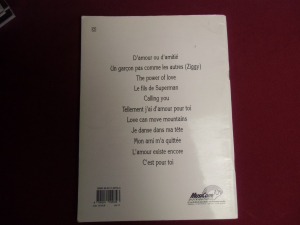 D'amour ou d'amitié
Un garçon pas comme les autres (Ziggy)
The power of love
Le fils de Superman
Calling you
Tellement j'ai d'amour pour toi
Love can move mountains
Je danse dans ma tête
Mon ami m'a quittée
L'amour existe encore
C'est pour toi